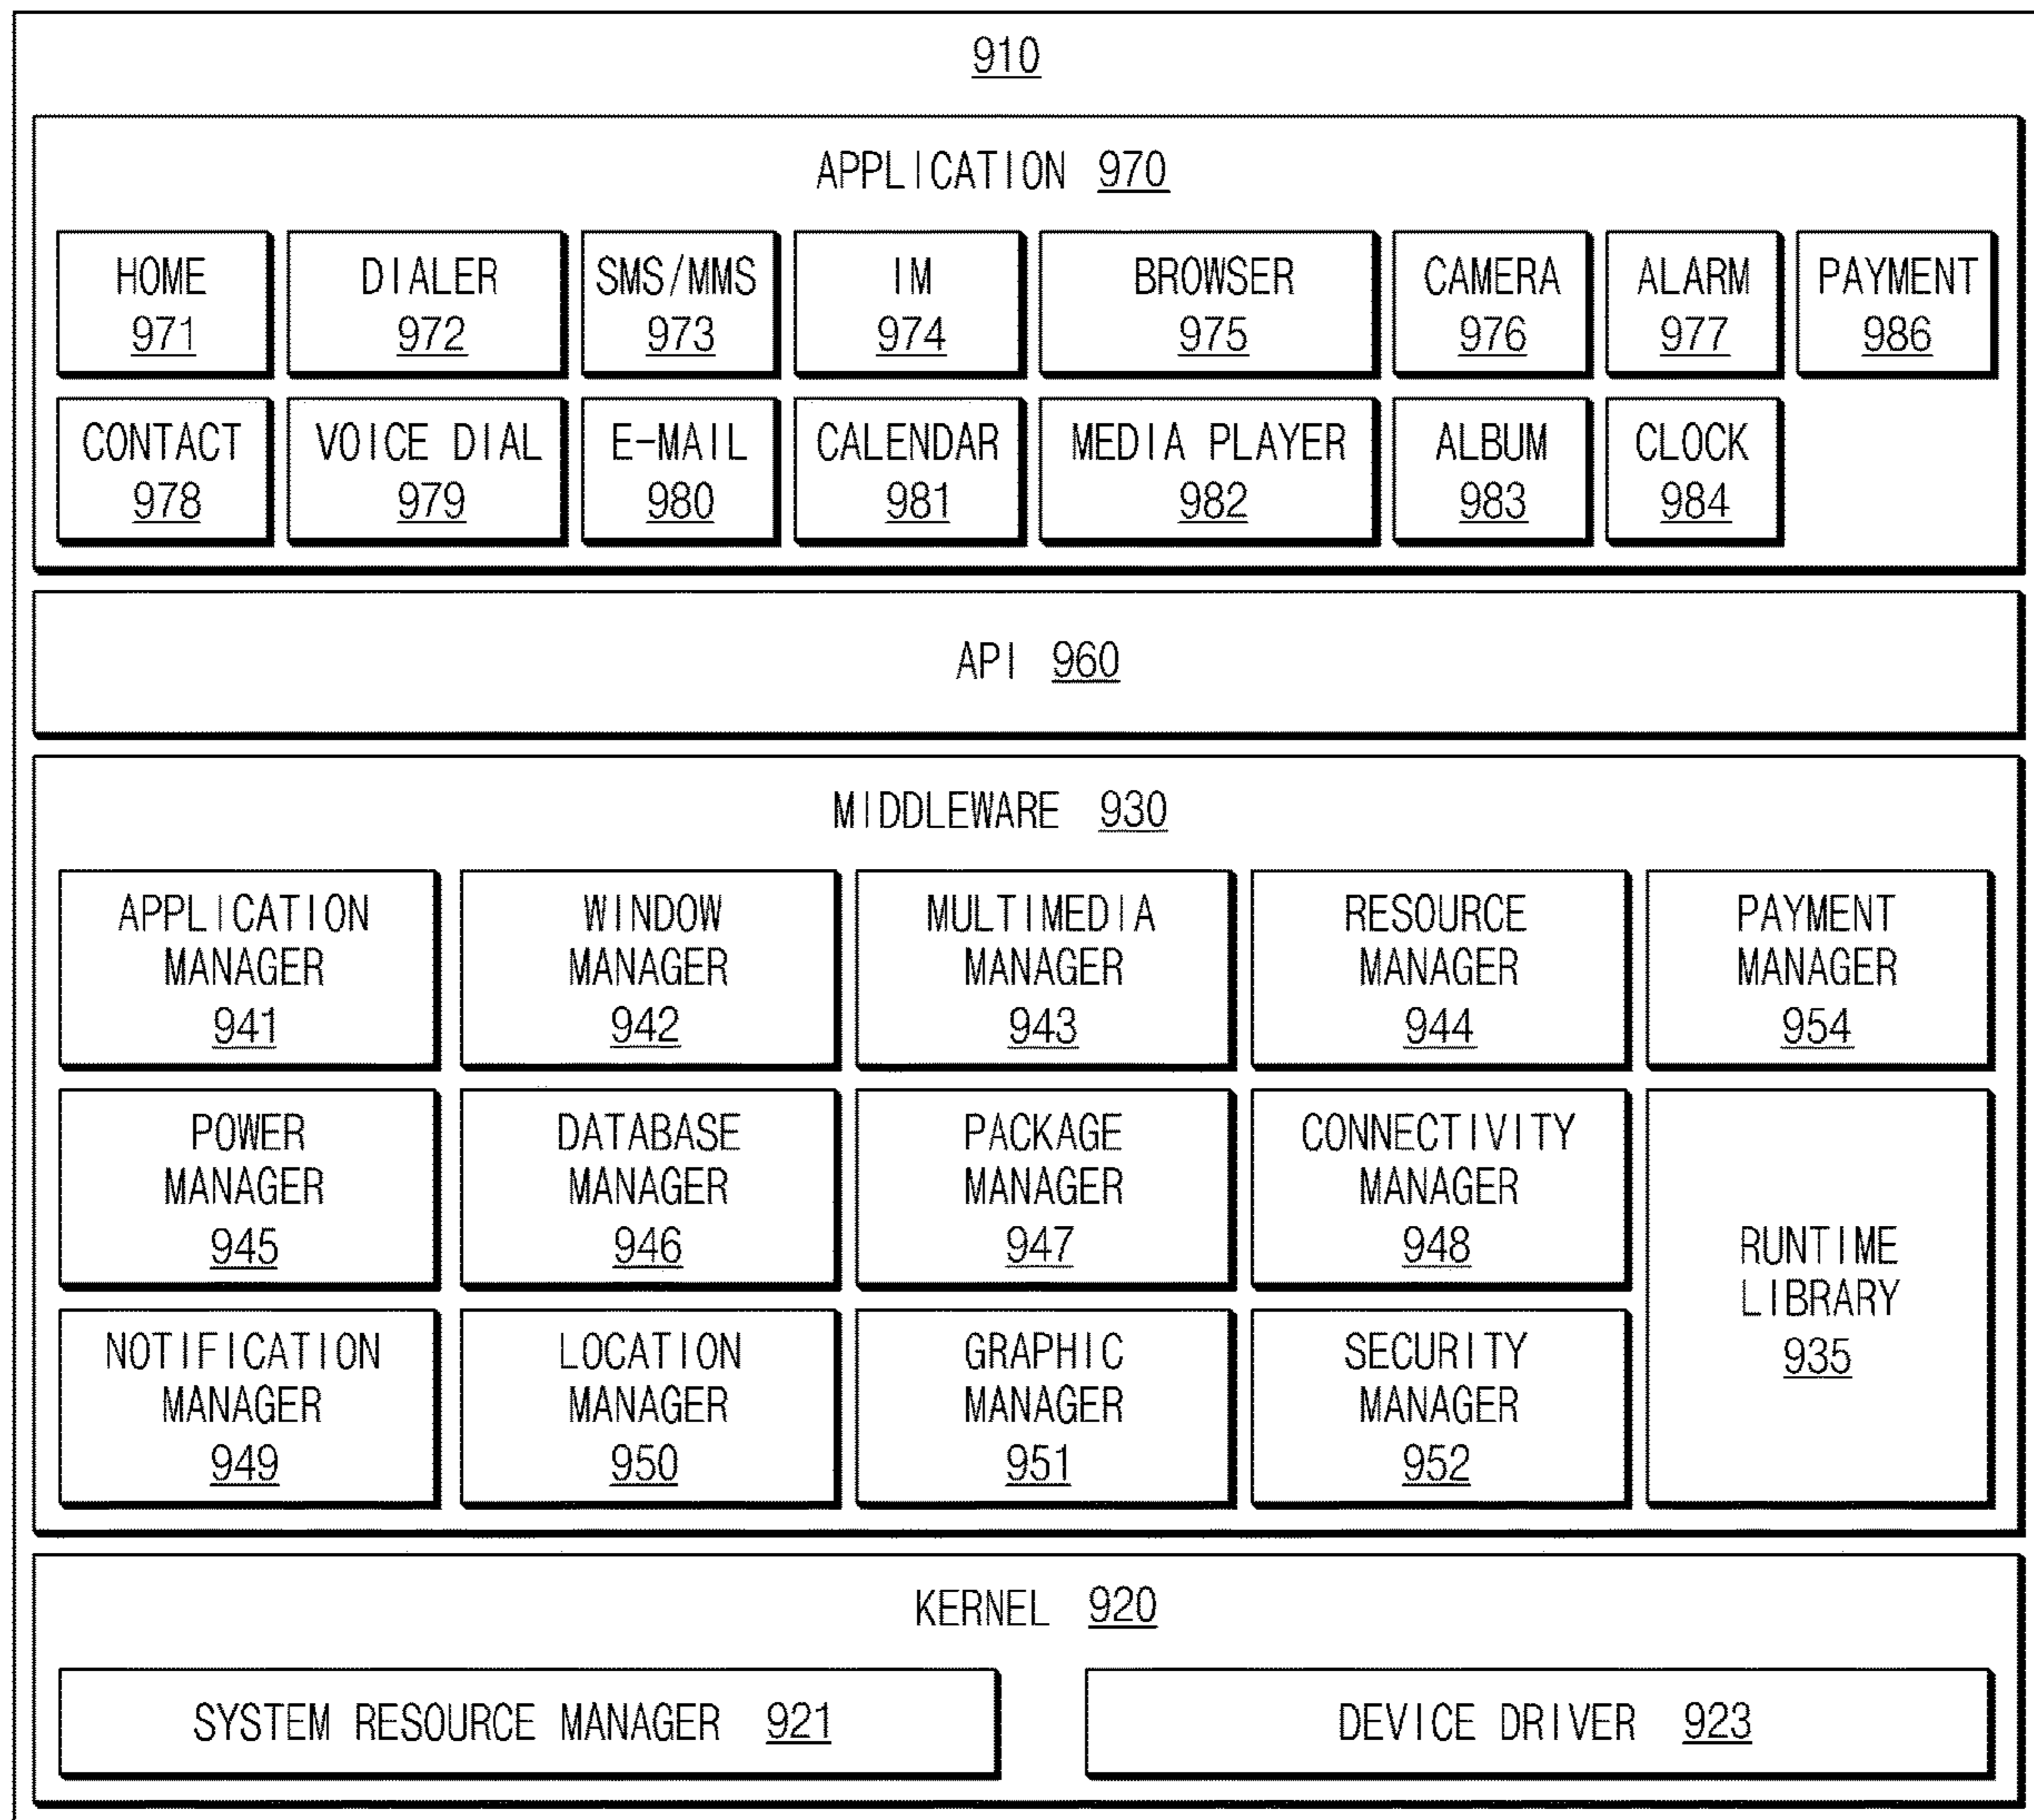 910
APPLICATION 970
HOME
971
DIALER
972
SMS/MMS
973
IM
974
BROWSER
975
CAMERA
976
ALARM
977
PAYMENT
986
CONTACT
978
VOICE DIAL
979
E-MAIL
980
CALENDAR
981
MEDIA PLAYER
982
ALBUM
983
CLOCK
984
API 960
MIDDLEWARE 930
APPLICATION
MANAGER
941
WINDOW
MANAGER
942
MULTIMEDIA
MANAGER
943
RESOURCE
MANAGER
944
PAYMENT
MANAGER
954
POWER
MANAGER
945
DATABASE
MANAGER
946
PACKAGE
MANAGER
947
CONNECTIVITY
MANAGER
948
RUNTIME
LIBRARY
935
NOTIFICATION
MANAGER
949
LOCATION
MANAGER
950
GRAPHIC
MANAGER
951
SECURITY
MANAGER
952
KERNEL 920
SYSTEM RESOURCE MANAGER 921
DEVICE DRIVER 923